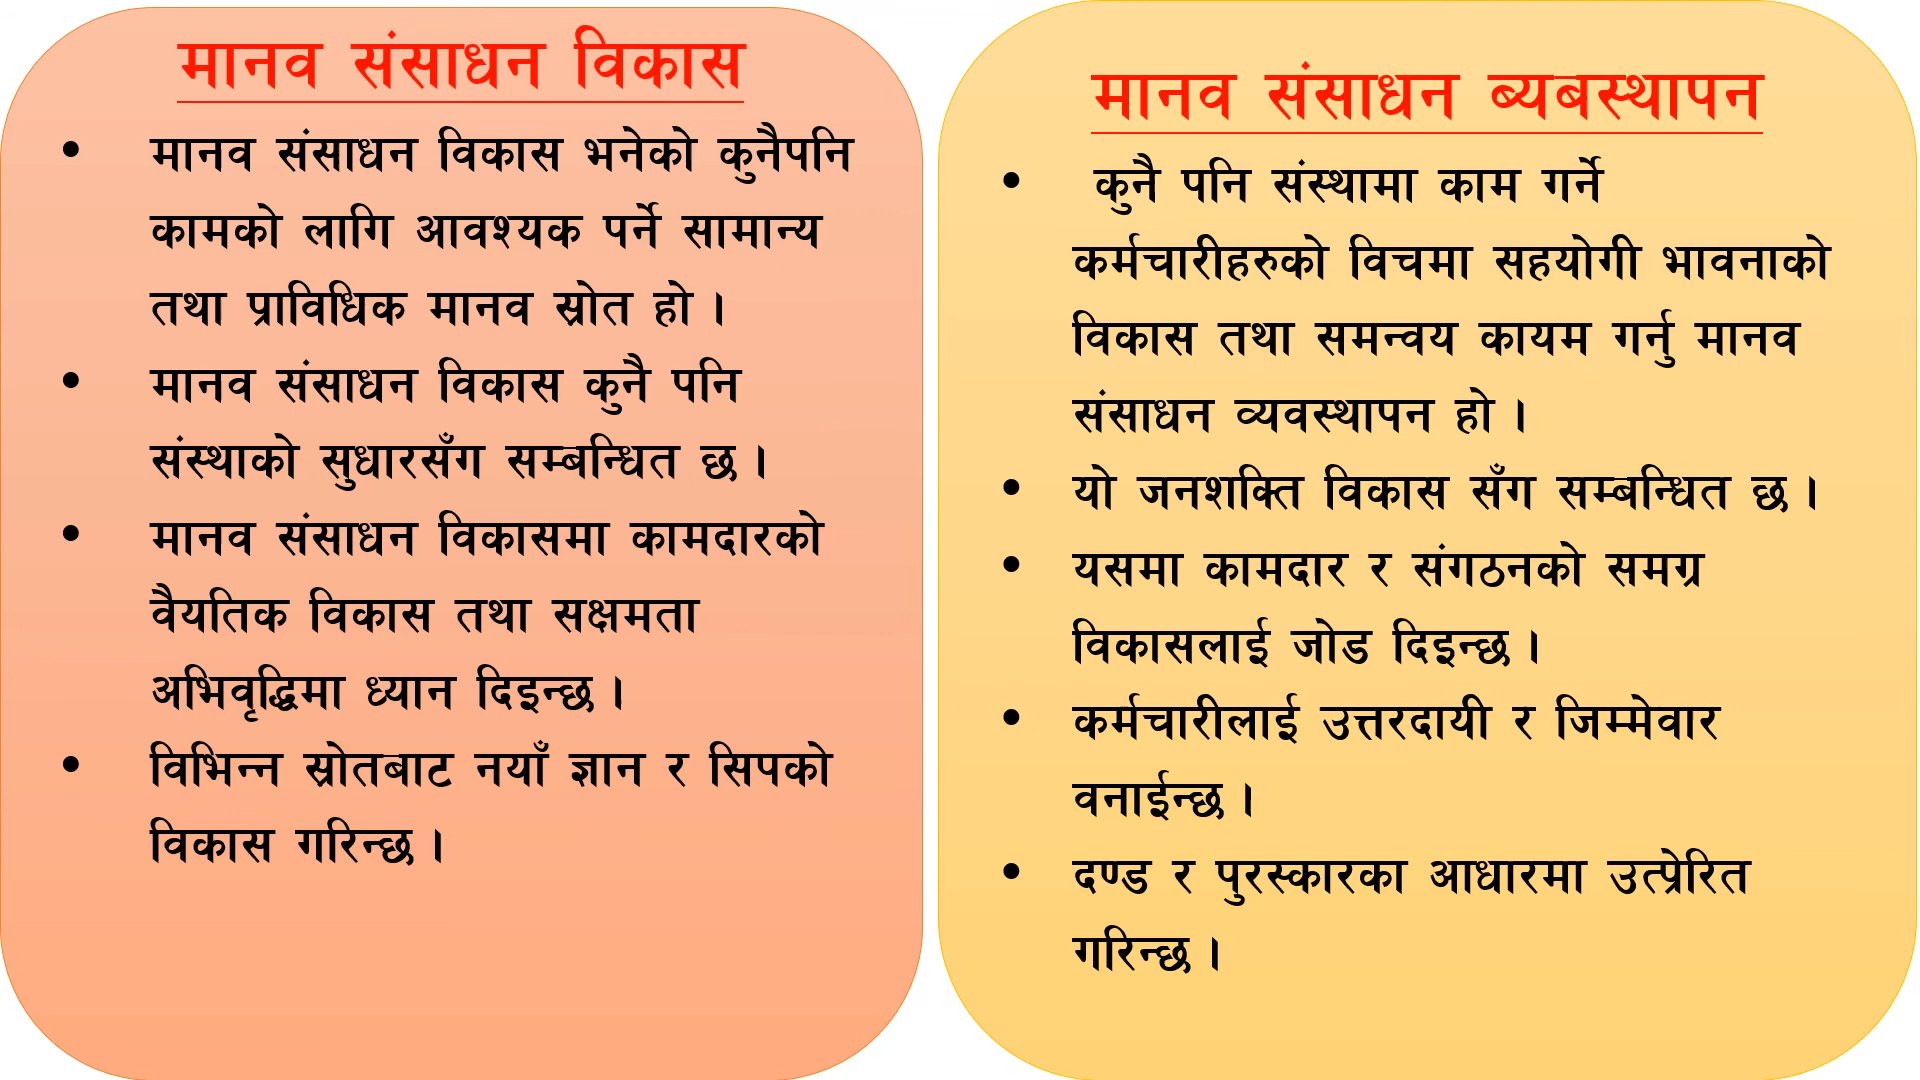 मानव संसाधन विकास
• मानव संसाधन विकास भनेको कुनैपनि
कामको लागि आवश्यक पर्ने सामान्य
तथा प्राविधिक मानव स्रोत हो ।
• मानव संसाधन विकास कुनै पनि
संस्थाको सुधारसँग सम्बन्धित छ ।
• मानव संसाधन विकासमा कामदारको
वैयतिक विकास तथा सक्षमता
अभिवृद्धिमा ध्यान दिइन्छ ।
• विभिन्न स्रोतबाट नयाँ ज्ञान र सिपको
विकास गरिन्छ ।
मानव संसाधन ब्यबस्थापन
• कुनै पनि संस्थामा काम गर्ने
कर्मचारीहरुको विचमा सहयोगी भावनाको
विकास तथा समन्वय कायम गर्नु मानव
संसाधन व्यवस्थापन हो ।
• यो जनशक्ति विकास सँग सम्बन्धित छ ।
• यसमा कामदार र संगठनको समग्र
विकासलाई जोड दिइन्छ ।
• कर्मचारीलाई उत्तरदायी र जिम्मेवार
वनाईन्छ ।
• दण्ड र पुरस्कारका आधारमा उत्प्रेरित
गरिन्छ ।